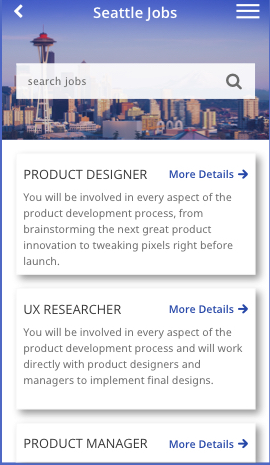 Seattle Jobs
search jobs
PRODUCT DESIGNER More Details →
You will be involved in every aspect of the
product development process, from
brainstorming the next great product
innovation to tweaking pixels right before
launch.
UX RESEARCHER More Details →
You will be involved in every aspect of the
product development process and will work
directly with product designers and
managers to implement final designs.
PRODUCT MANAGER More Details →